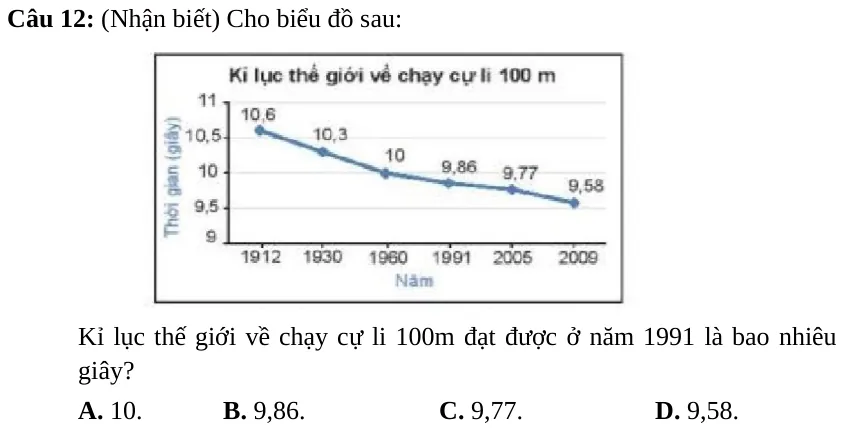 Câu 12: (Nhận biết) Cho biểu đồ sau:
Kỉ lục thế giới về chạy cự li 100 m
Thời gian (giây)
11
10,5
10
9,5
9
10,6
10,3
10
9,86
9,77
9,58
1912 1930 1960 1991 2005 2009
Năm
Kỉ lục thế giới về chạy cự li 100m đạt được ở năm 1991 là bao nhiêu
giây?
A. 10. B. 9,86. C. 9,77. D. 9,58.